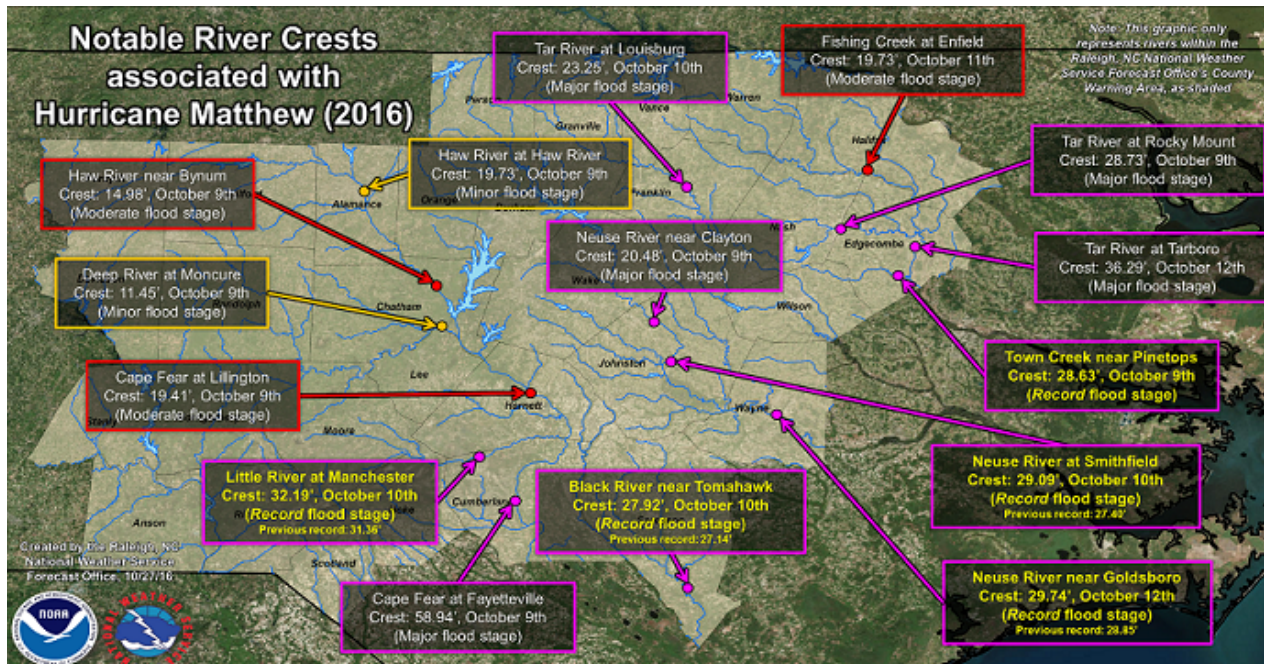 Notable River Crests
associated with
Hurricane Matthew (2016)
Note: This graphic only
represents rivers within the
Raleigh, NC National Weather
Service Forecast Office's County
Warning Area, as shaded
Tar River at Louisburg
Crest: 23.25', October 10th
(Major flood stage)
Fishing Creek at Enfield
Crest: 19.73', October 11th
(Moderate flood stage)
Tar River at Rocky Mount
Crest: 28.73', October 9th
(Major flood stage)
Haw River at Haw River
Crest: 19.73', October 9th
(Minor flood stage)
Haw River near Bynum
Crest: 14.98', October 9th
(Moderate flood stage)
Neuse River near Clayton
Crest: 20.48', October 9th
(Major flood stage)
Tar River at Tarboro
Crest: 36.29', October 12th
(Major flood stage)
Deep River at Moncure
Crest: 11.45', October 9th
(Minor flood stage)
Town Creek near Pinetops
Crest: 28.63', October 9th
(Record flood stage)
Cape Fear at Lillington
Crest: 19.41', October 9th
(Moderate flood stage)
Little River at Manchester
Crest: 32.19', October 10th
(Record flood stage)
Previous record: 31.36'
Black River near Tomahawk
Crest: 27.92', October 10th
(Record flood stage)
Previous record: 27.14'
Neuse River at Smithfield
Crest: 29.09', October 10th
(Record flood stage)
Previous record: 27.40'
Cape Fear at Fayetteville
Crest: 58.94', October 9th
(Major flood stage)
Neuse River near Goldsboro
Crest: 29.74', October 12th
(Record flood stage)
Previous record: 28.85'
Person
Vance
Warren
Granville
Halifax
Alamance
Orange
Franklin
Nash
Edgecombe
Wake
Chatham
Randolph
Wilson
Johnston
Lee
Harnett
Wayne
Stanly
Moore
Cumberland
Anson
Scotland
Created by the Raleigh, NC
National Weather Service
Forecast Office, 10/27/16
NOAA
NATIONAL WEATHER SERVICE